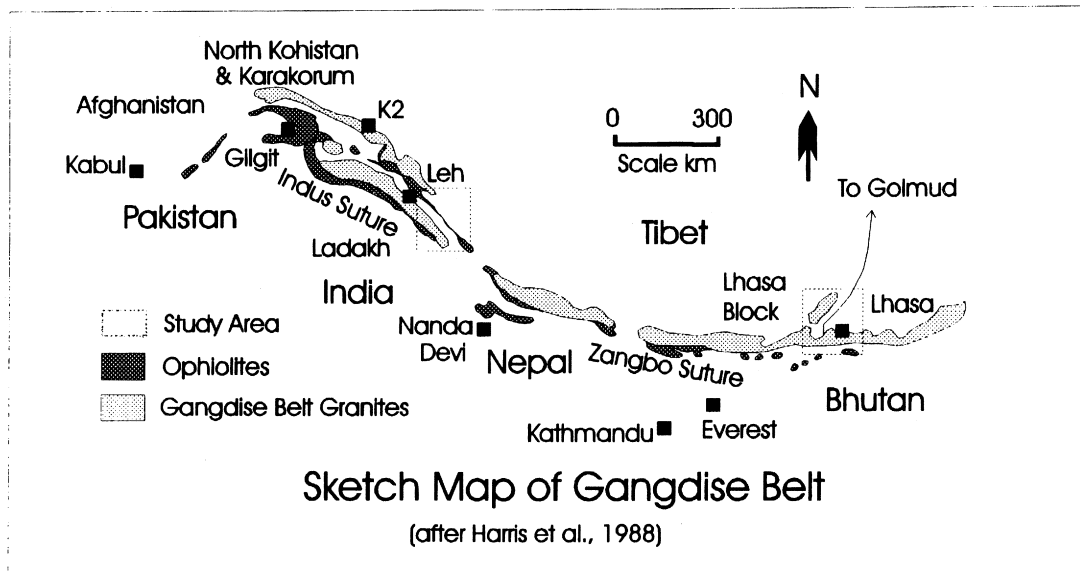 North Kohistan
& Karakorum
Afghanistan
K2
Kabul
Gilgit
Leh
Indus Suture
Pakistan
Ladakh
India
0 300
Scale km
N
To Golmud
Tibet
Lhasa
Block
Lhasa
Study Area
Ophiolites
Gangdise Belt Granites
Nanda
Devi
Nepal
Zangbo Suture
Bhutan
Kathmandu
Everest
Sketch Map of Gangdise Belt
(after Harris et al., 1988)